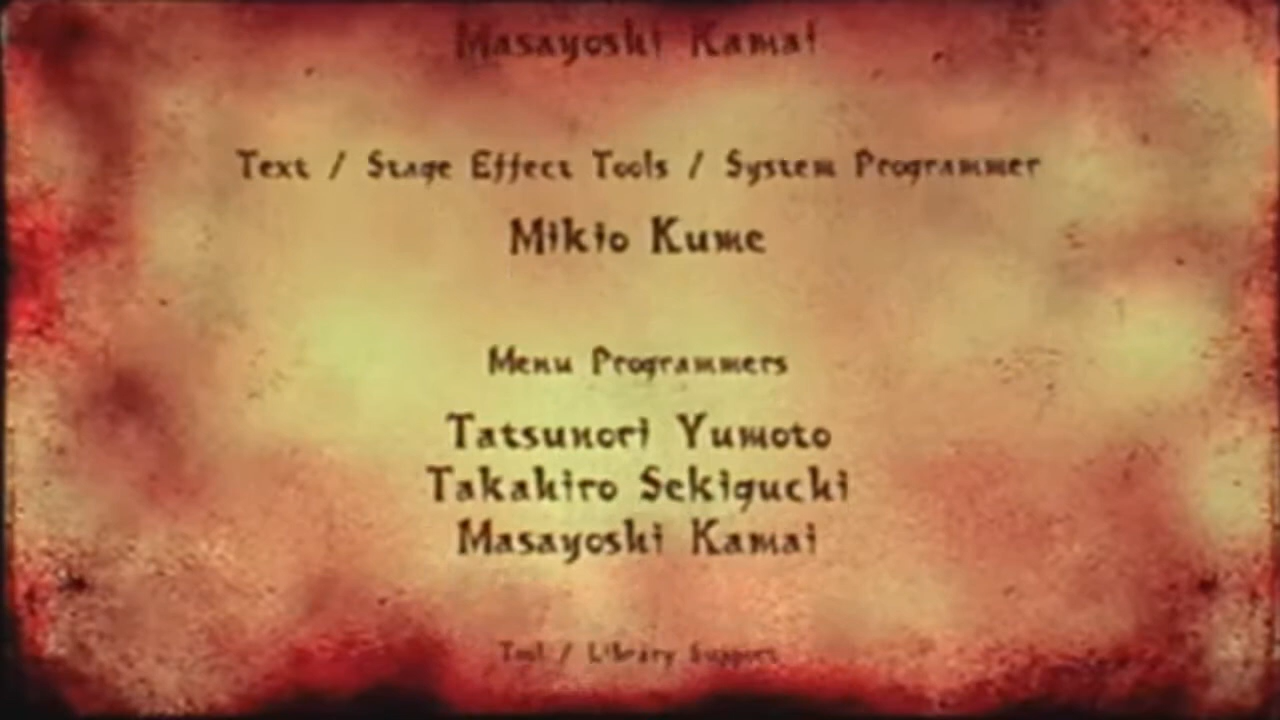 Masayoshi Kamai
Text / Stage Effect Tools / System Programmer
Mikio Kume
Menu Programmers
Tatsunori Yumoto
Takahiro Sekiguchi
Masayoshi Kamai
Tool / Library Support